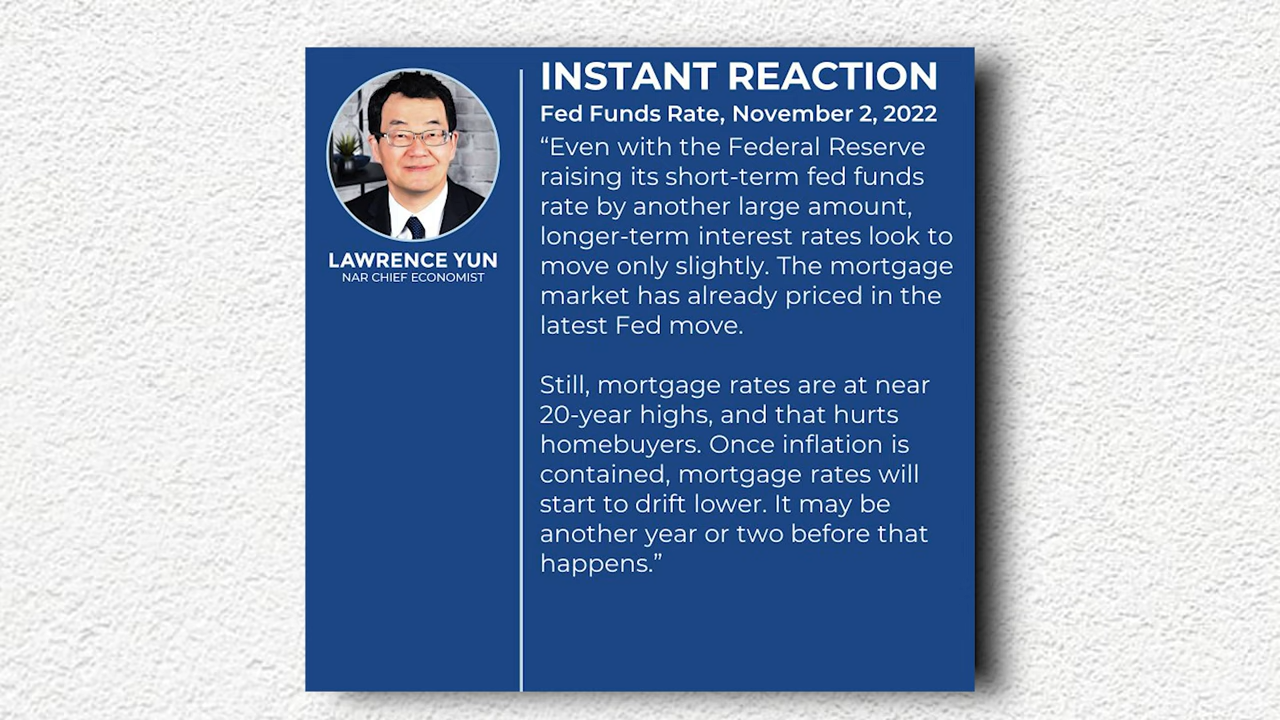 LAWRENCE YUN
NAR CHIEF ECONOMIST
INSTANT REACTION
Fed Funds Rate, November 2, 2022
“Even with the Federal Reserve
raising its short-term fed funds
rate by another large amount,
longer-term interest rates look to
move only slightly. The mortgage
market has already priced in the
latest Fed move.
Still, mortgage rates are at near
20-year highs, and that hurts
homebuyers. Once inflation is
contained, mortgage rates will
start to drift lower. It may be
another year or two before that
happens.”